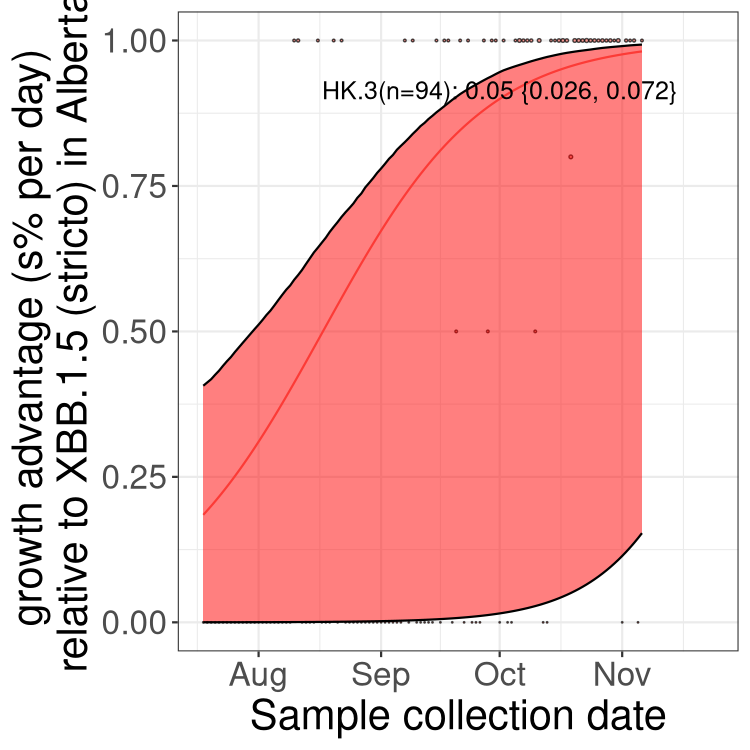 growth advantage (s% per day)
relative to XBB.1.5 (stricto) in Alberta
1.00
0.75
0.50
0.25
0.00
HK.3(n=94): 0.05 {0.026, 0.072}
Aug Sep Oct Nov
Sample collection date